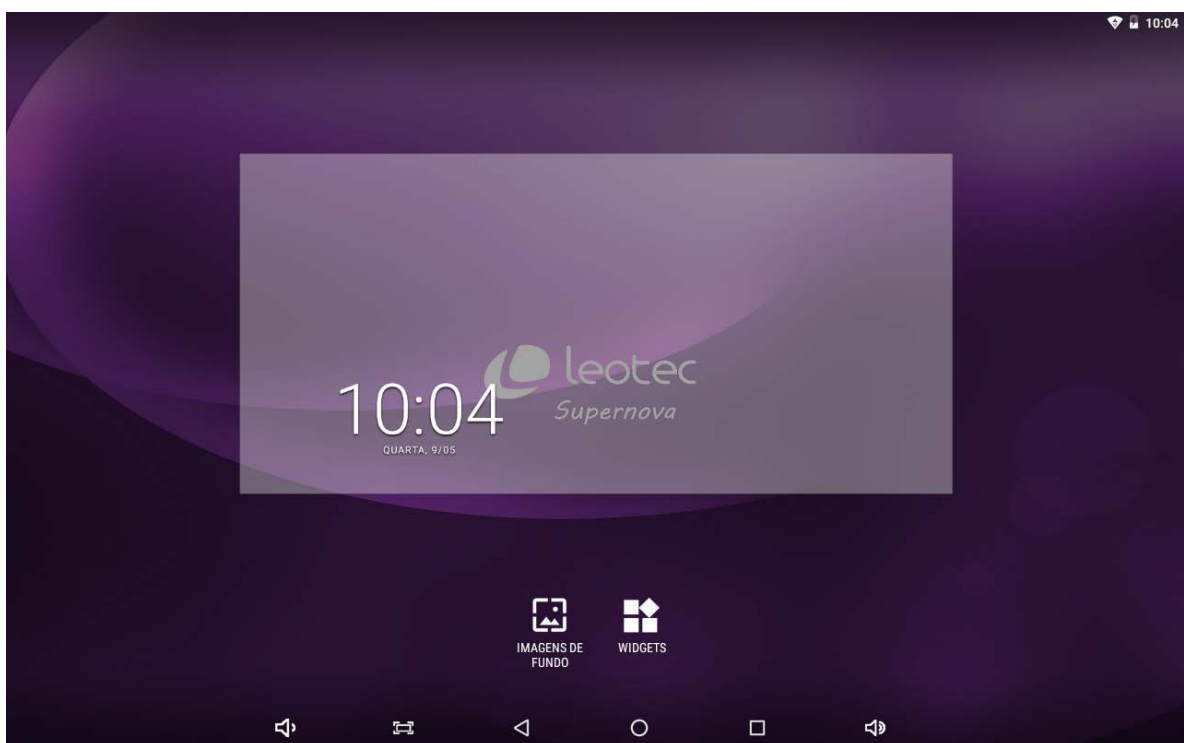 10:04
leotec
10:04
Supernova
QUARTA, 9/05
IMAGENS DE
FUNDO
WIDGETS